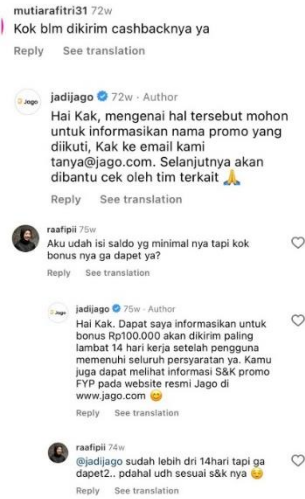 mutiarafitri31 72w
Kok blm dikirim cashbacknya ya
Reply See translation
Jago
jadijago 72w · Author
Hai Kak, mengenai hal tersebut mohon
untuk informasikan nama promo yang
diikuti, Kak ke email kami
tanya@jago.com. Selanjutnya akan
dibantu cek oleh tim terkait 🙏
Reply See translation
raafipii 75w
Aku udah isi saldo yg minimal nya tapi kok
bonus nya ga dapet ya?
Reply See translation
Jago
jadijago 75w · Author
Hai Kak. Dapat saya informasikan untuk
bonus Rp100.000 akan dikirim paling
lambat 14 hari kerja setelah pengguna
memenuhi seluruh persyaratan ya. Kamu
juga dapat melihat informasi S&K promo
FYP pada website resmi Jago di
www.jago.com 😊
Reply See translation
raafipii 74w
@jadijago sudah lebih dri 14hari tapi ga
dapet2.. pdahal udh sesuai s&k nya 😔
Reply See translation